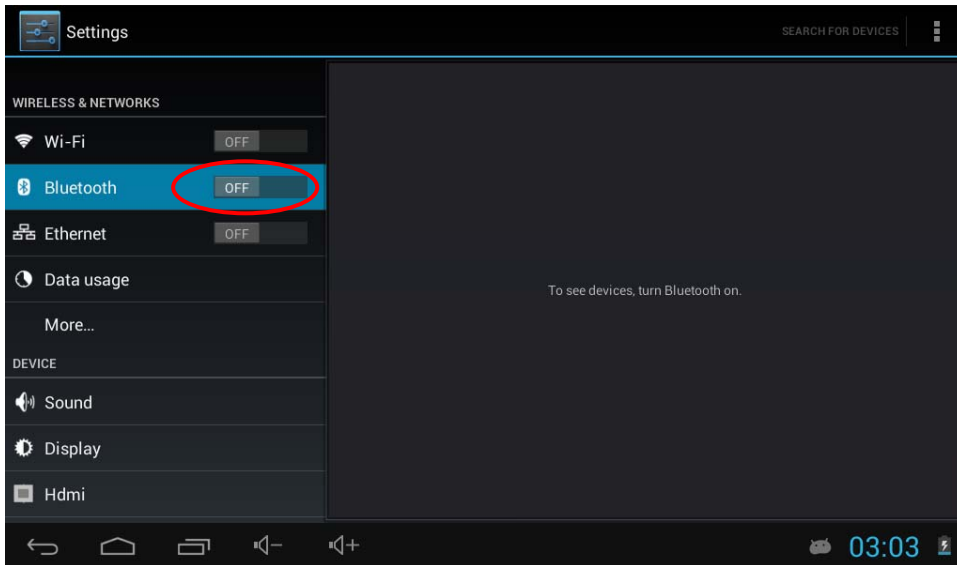 Settings
SEARCH FOR DEVICES
WIRELESS & NETWORKS
Wi-Fi OFF
Bluetooth OFF
Ethernet OFF
Data usage
To see devices, turn Bluetooth on.
More...
DEVICE
Sound
Display
Hdmi
03:03